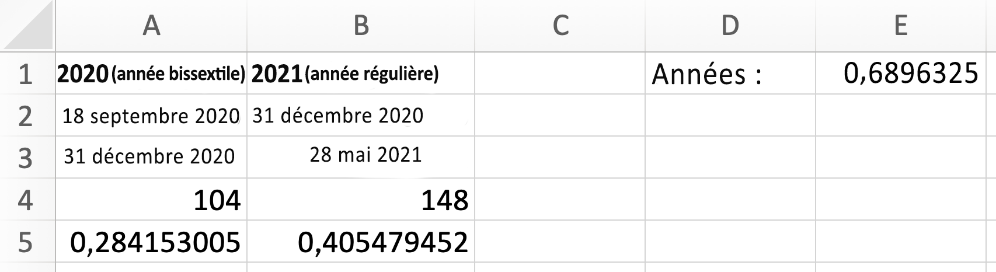 A B C D E
1 2020 (année bissextile) 2021 (année régulière) Années : 0,6896325
2 18 septembre 2020 31 décembre 2020
3 31 décembre 2020 28 mai 2021
4 104 148
5 0,284153005 0,405479452